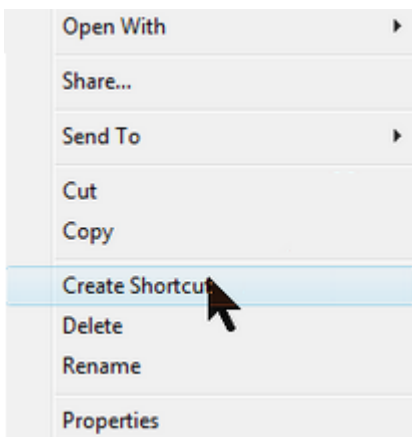 Open With
Share...
Send To
Cut
Copy
Create Shortcut
Delete
Rename
Properties